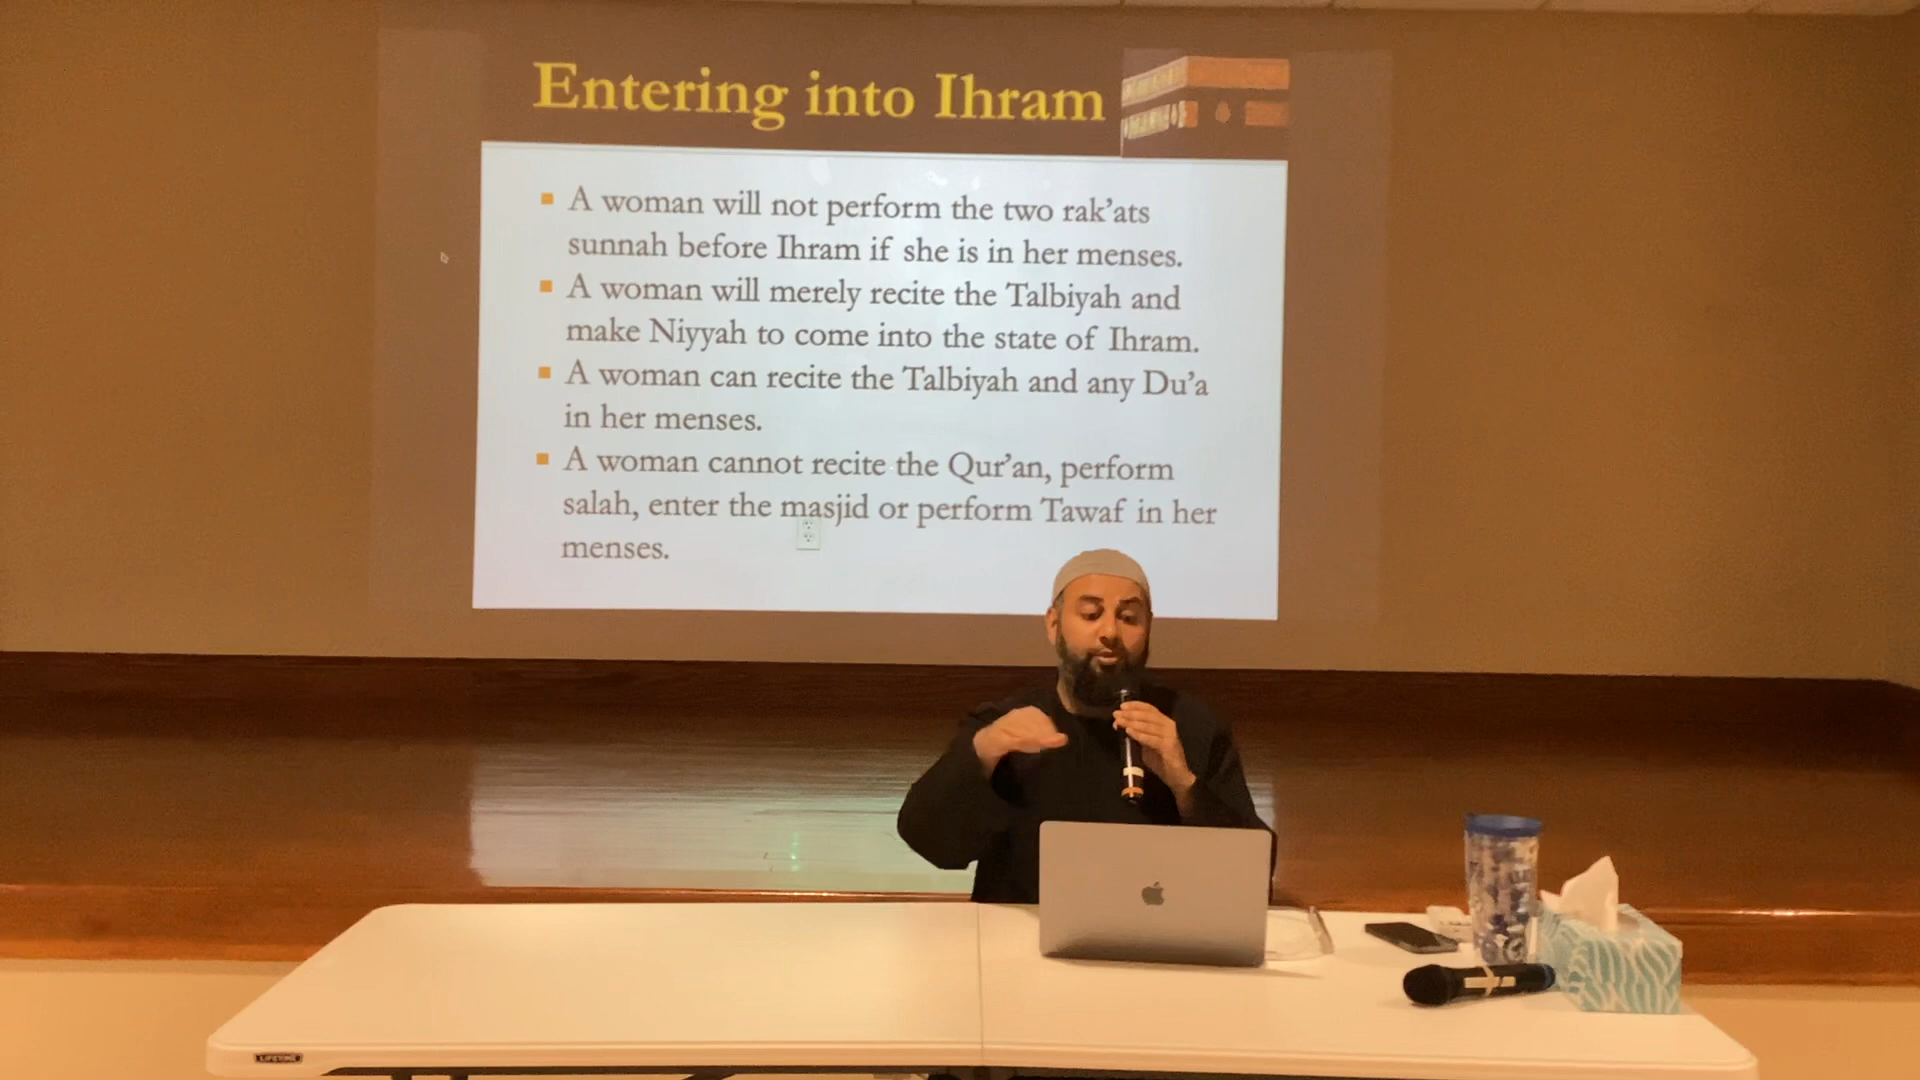 Entering into Ihram
▪ A woman will not perform the two rak'ats
sunnah before Ihram if she is in her menses.
▪ A woman will merely recite the Talbiyah and
make Niyyah to come into the state of Ihram.
▪ A woman can recite the Talbiyah and any Du'a
in her menses.
▪ A woman cannot recite the Qur'an, perform
salah, enter the masjid or perform Tawaf in her
menses.
LIFETIME